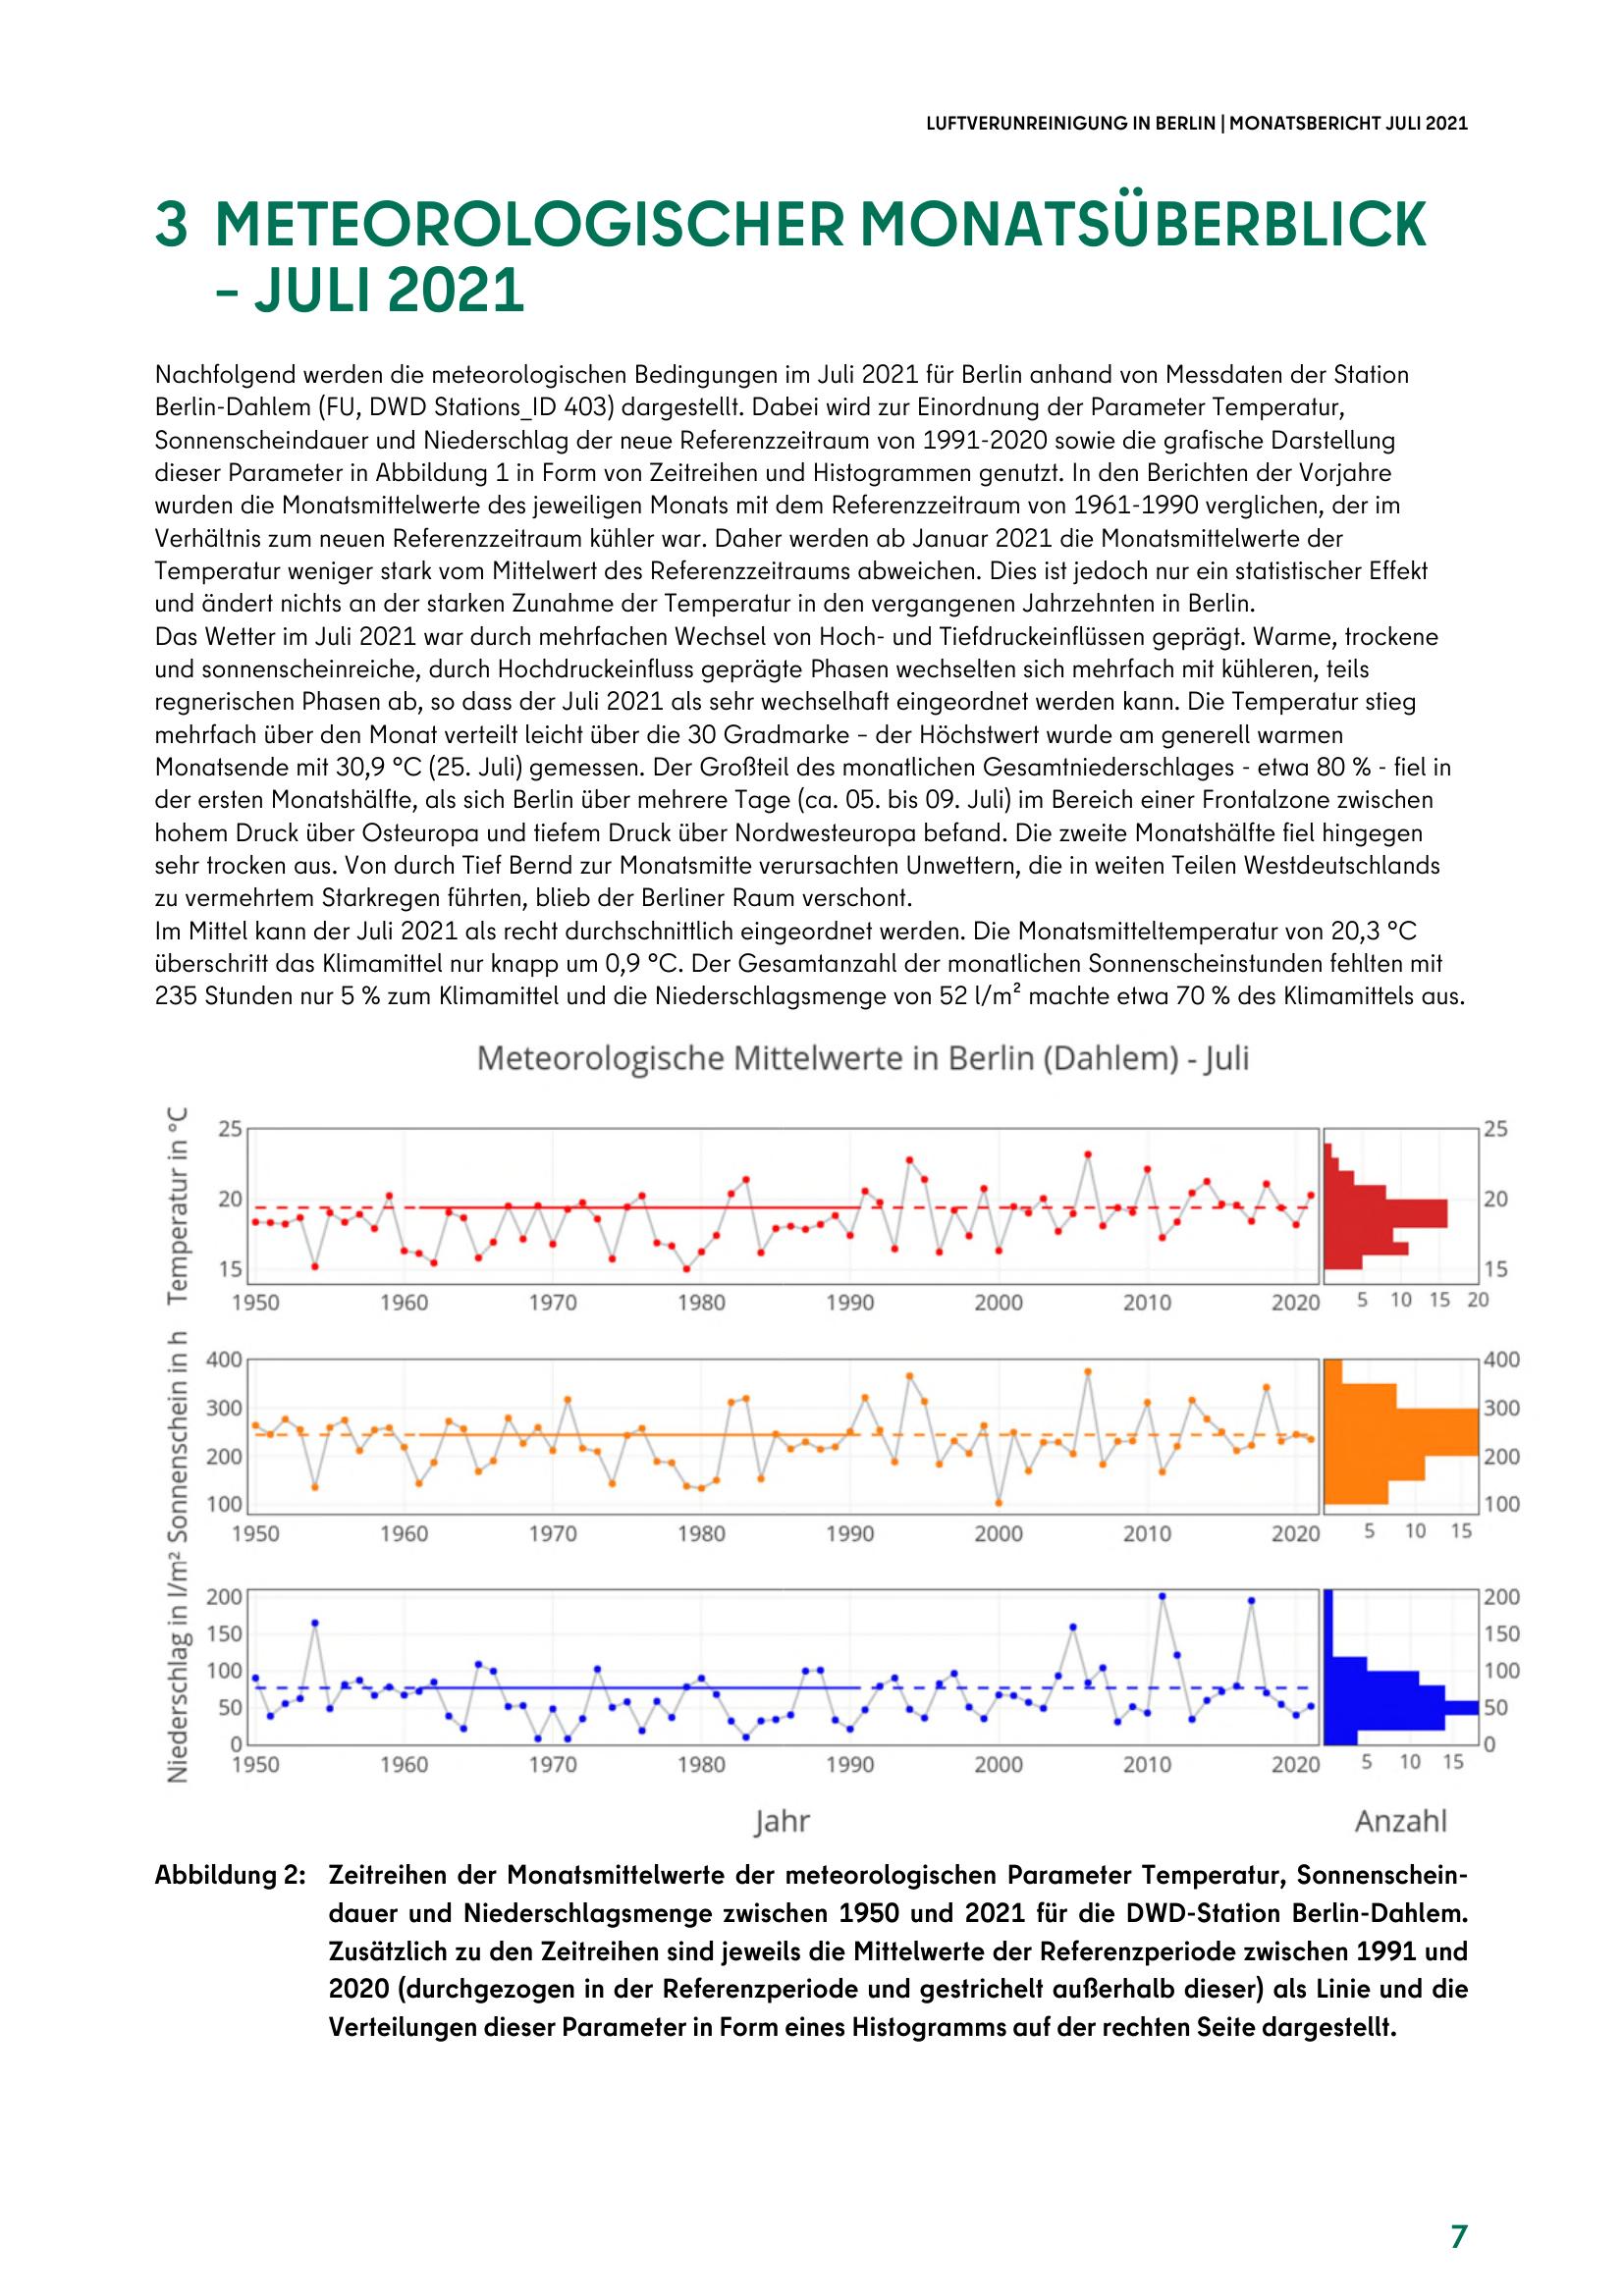 LUFTVERUNREINIGUNG IN BERLIN | MONATSBERICHT JULI 2021
3 METEOROLOGISCHER MONATSÜBERBLICK
– JULI 2021
Nachfolgend werden die meteorologischen Bedingungen im Juli 2021 für Berlin anhand von Messdaten der Station
Berlin-Dahlem (FU, DWD Stations_ID 403) dargestellt. Dabei wird zur Einordnung der Parameter Temperatur,
Sonnenscheindauer und Niederschlag der neue Referenzzeitraum von 1991-2020 sowie die grafische Darstellung
dieser Parameter in Abbildung 1 in Form von Zeitreihen und Histogrammen genutzt. In den Berichten der Vorjahre
wurden die Monatsmittelwerte des jeweiligen Monats mit dem Referenzzeitraum von 1961-1990 verglichen, der im
Verhältnis zum neuen Referenzzeitraum kühler war. Daher werden ab Januar 2021 die Monatsmittelwerte der
Temperatur weniger stark vom Mittelwert des Referenzzeitraums abweichen. Dies ist jedoch nur ein statistischer Effekt
und ändert nichts an der starken Zunahme der Temperatur in den vergangenen Jahrzehnten in Berlin.
Das Wetter im Juli 2021 war durch mehrfachen Wechsel von Hoch- und Tiefdruckeinflüssen geprägt. Warme, trockene
und sonnenscheinreiche, durch Hochdruckeinfluss geprägte Phasen wechselten sich mehrfach mit kühleren, teils
regnerischen Phasen ab, so dass der Juli 2021 als sehr wechselhaft eingeordnet werden kann. Die Temperatur stieg
mehrfach über den Monat verteilt leicht über die 30 Gradmarke – der Höchstwert wurde am generell warmen
Monatsende mit 30,9 °C (25. Juli) gemessen. Der Großteil des monatlichen Gesamtniederschlages - etwa 80 % - fiel in
der ersten Monatshälfte, als sich Berlin über mehrere Tage (ca. 05. bis 09. Juli) im Bereich einer Frontalzone zwischen
hohem Druck über Osteuropa und tiefem Druck über Nordwesteuropa befand. Die zweite Monatshälfte fiel hingegen
sehr trocken aus. Von durch Tief Bernd zur Monatsmitte verursachten Unwettern, die in weiten Teilen Westdeutschlands
zu vermehrtem Starkregen führten, blieb der Berliner Raum verschont.
Im Mittel kann der Juli 2021 als recht durchschnittlich eingeordnet werden. Die Monatsmitteltemperatur von 20,3 °C
überschritt das Klimamittel nur knapp um 0,9 °C. Der Gesamtanzahl der monatlichen Sonnenscheinstunden fehlten mit
235 Stunden nur 5 % zum Klimamittel und die Niederschlagsmenge von 52 l/m² machte etwa 70 % des Klimamittels aus.
Meteorologische Mittelwerte in Berlin (Dahlem) - Juli
Temperatur in °C
25
20
15
1950 1960 1970 1980 1990 2000 2010 2020
25
20
15
5 10 15 20
Sonnenschein in h
400
300
200
100
1950 1960 1970 1980 1990 2000 2010 2020
400
300
200
100
5 10 15
Niederschlag in l/m²
200
150
100
50
0
1950 1960 1970 1980 1990 2000 2010 2020
200
150
100
50
0
5 10 15
Jahr
Anzahl
Abbildung 2: Zeitreihen der Monatsmittelwerte der meteorologischen Parameter Temperatur, Sonnenschein-
dauer und Niederschlagsmenge zwischen 1950 und 2021 für die DWD-Station Berlin-Dahlem.
Zusätzlich zu den Zeitreihen sind jeweils die Mittelwerte der Referenzperiode zwischen 1991 und
2020 (durchgezogen in der Referenzperiode und gestrichelt außerhalb dieser) als Linie und die
Verteilungen dieser Parameter in Form eines Histogramms auf der rechten Seite dargestellt.
7